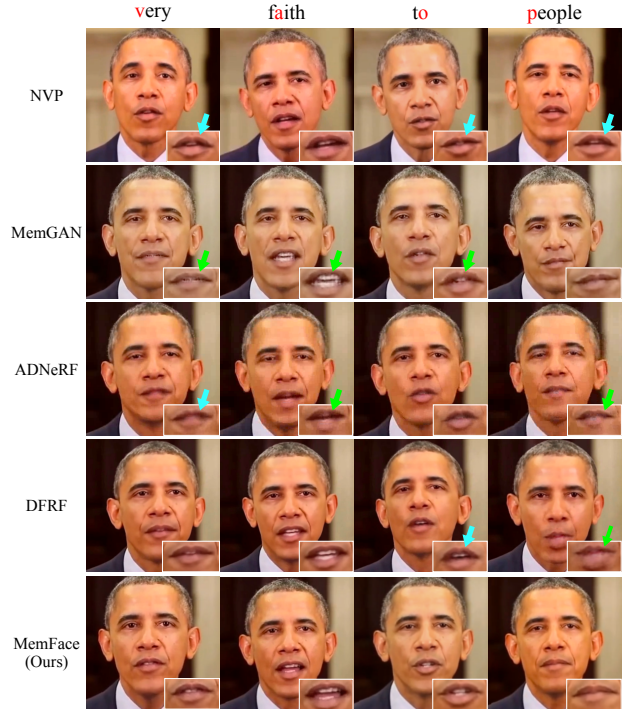 very faith to people
NVP
MemGAN
ADNeRF
DFRF
MemFace
(Ours)